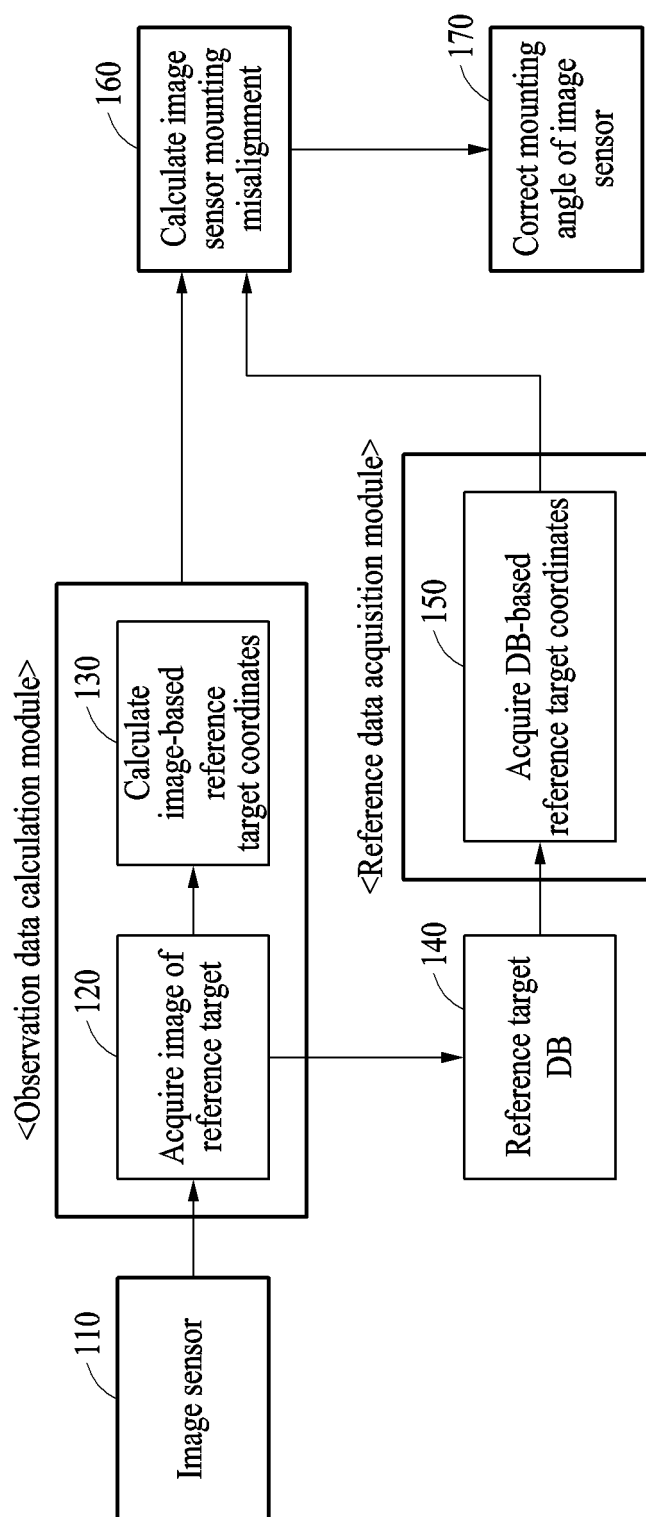 <Observation data calculation module>
110
Image sensor
120
Acquire image of
reference target
130
Calculate
image-based
reference
target coordinates
160
Calculate image
sensor mounting
misalignment
<Reference data acquisition module>
140
Reference target
DB
150
Acquire DB-based
reference target coordinates
170
Correct mounting
angle of image
sensor